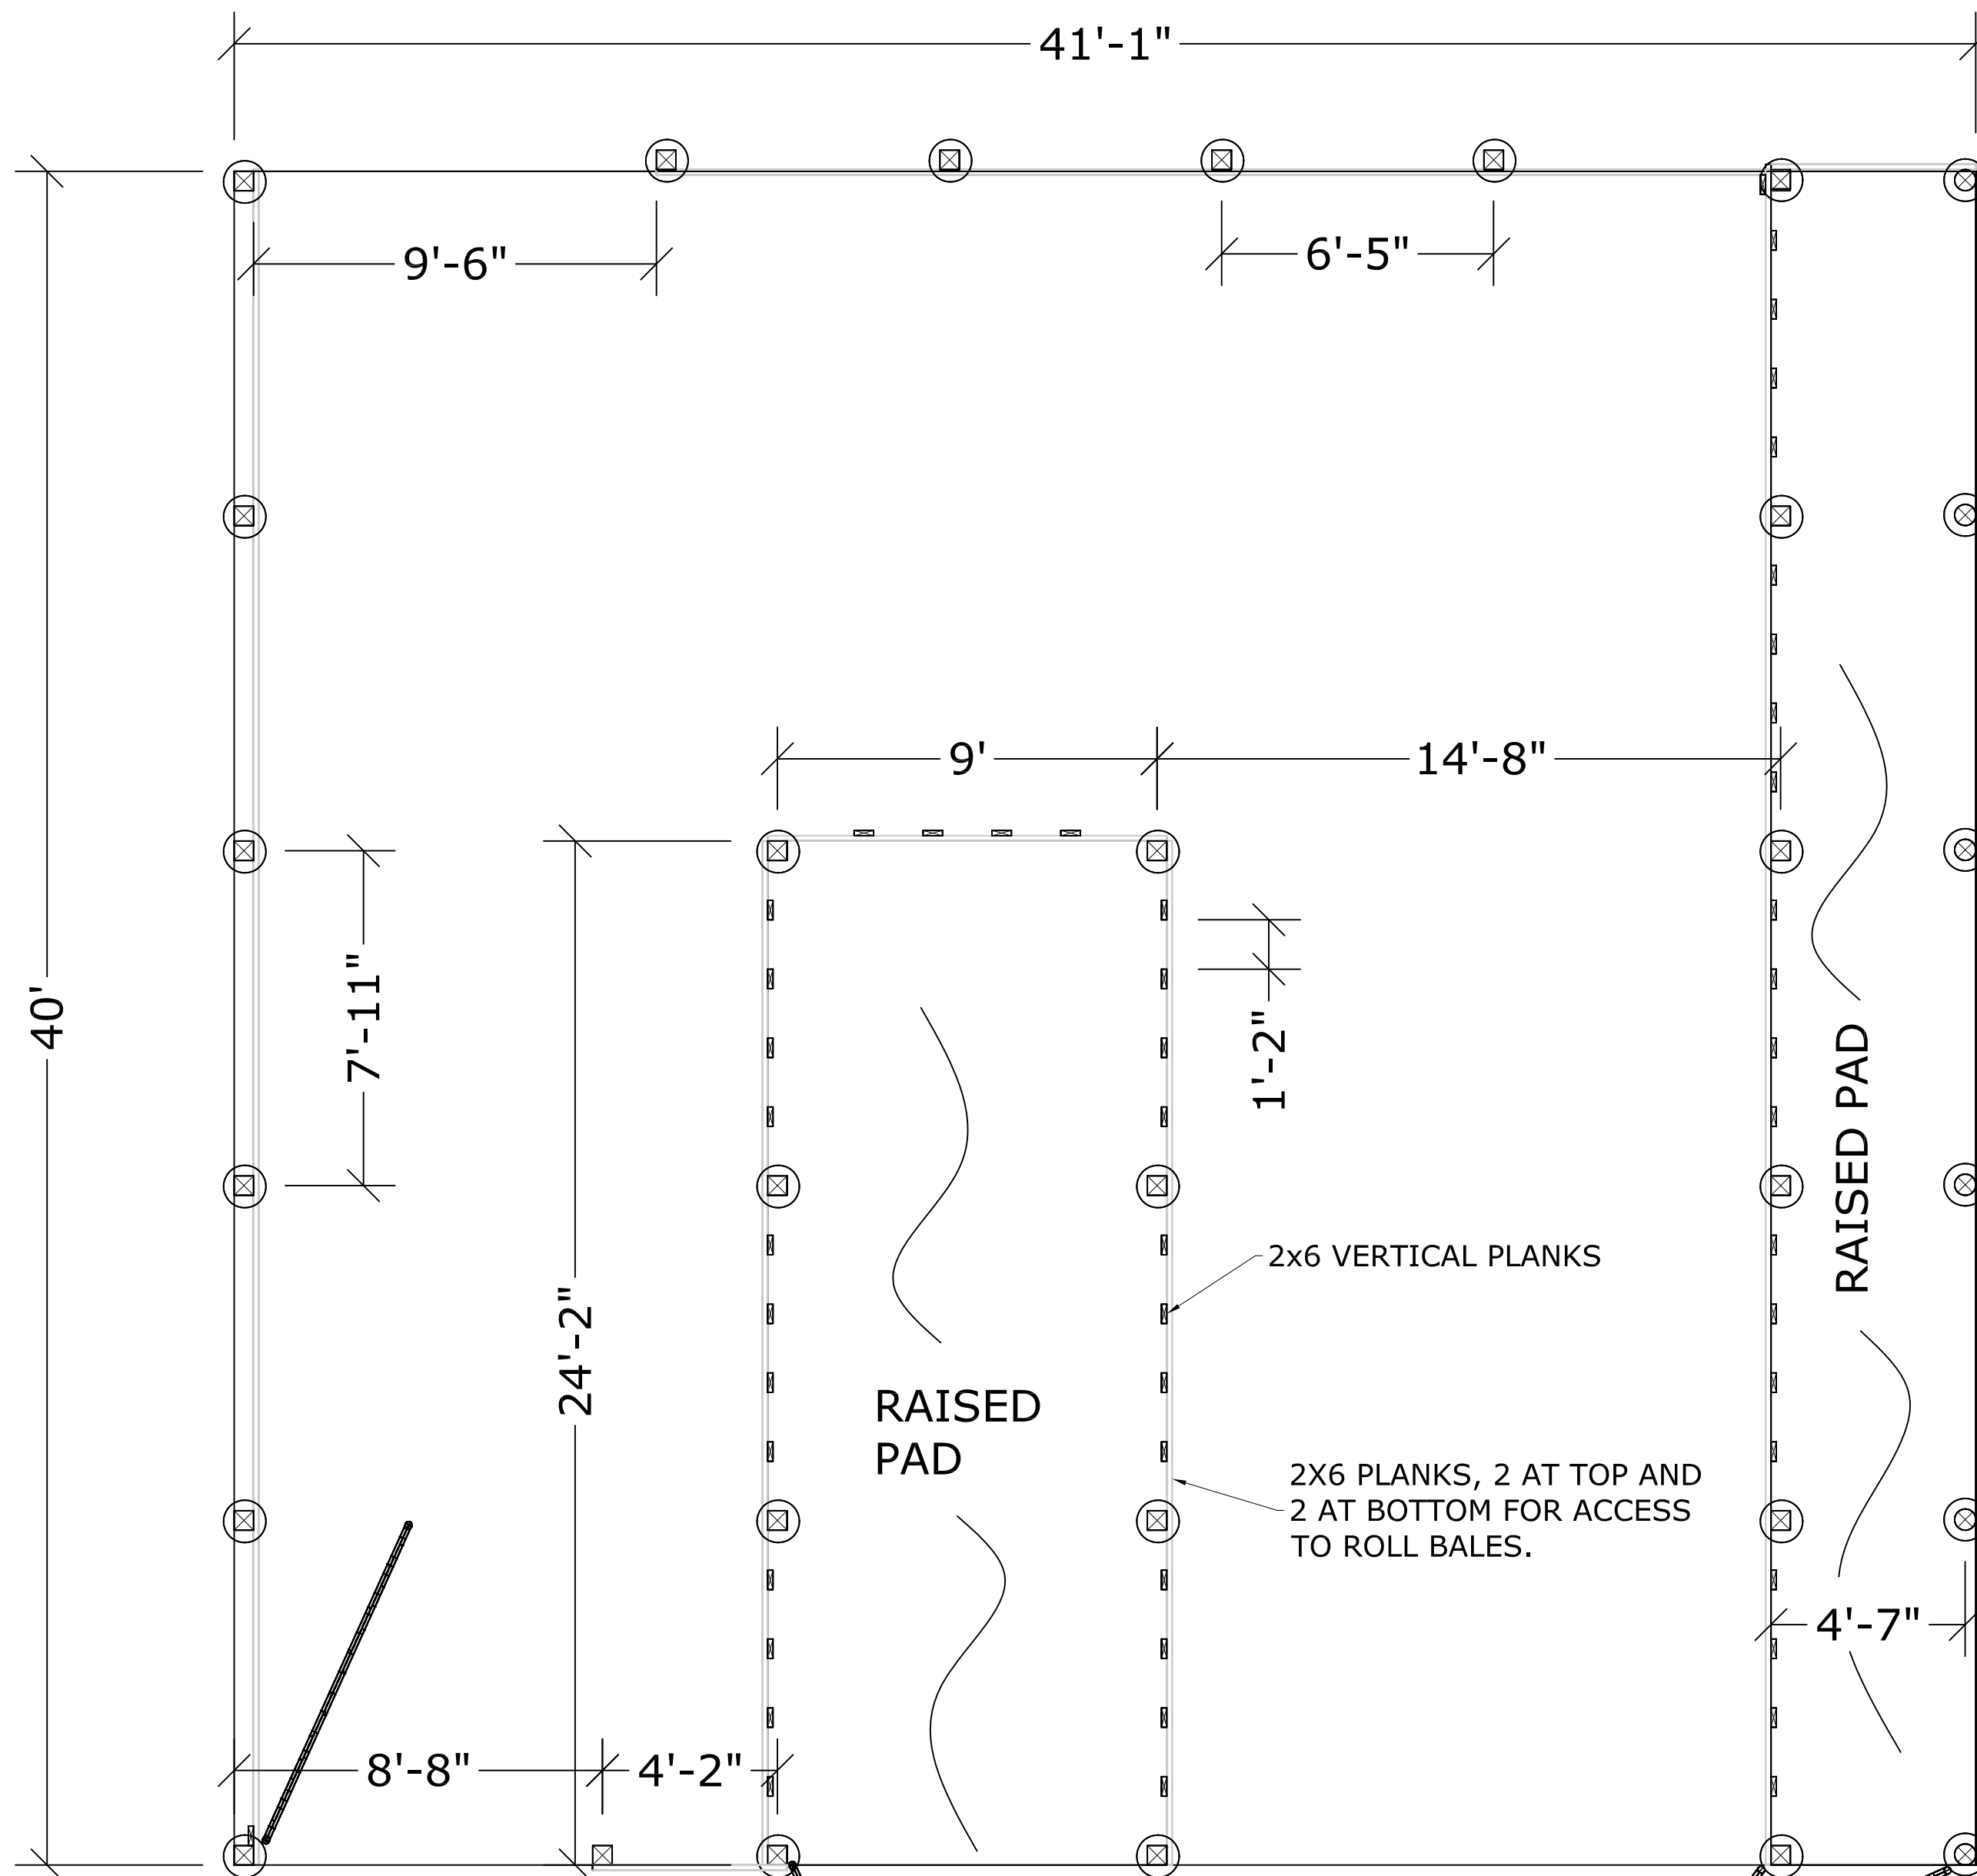 41'-1"
9'-6"
6'-5"
9'
14'-8"
40'
7'-11"
1'-2"
RAISED PAD
2x6 VERTICAL PLANKS
24'-2"
RAISED
PAD
2X6 PLANKS, 2 AT TOP AND
2 AT BOTTOM FOR ACCESS
TO ROLL BALES.
4'-7"
8'-8"
4'-2"